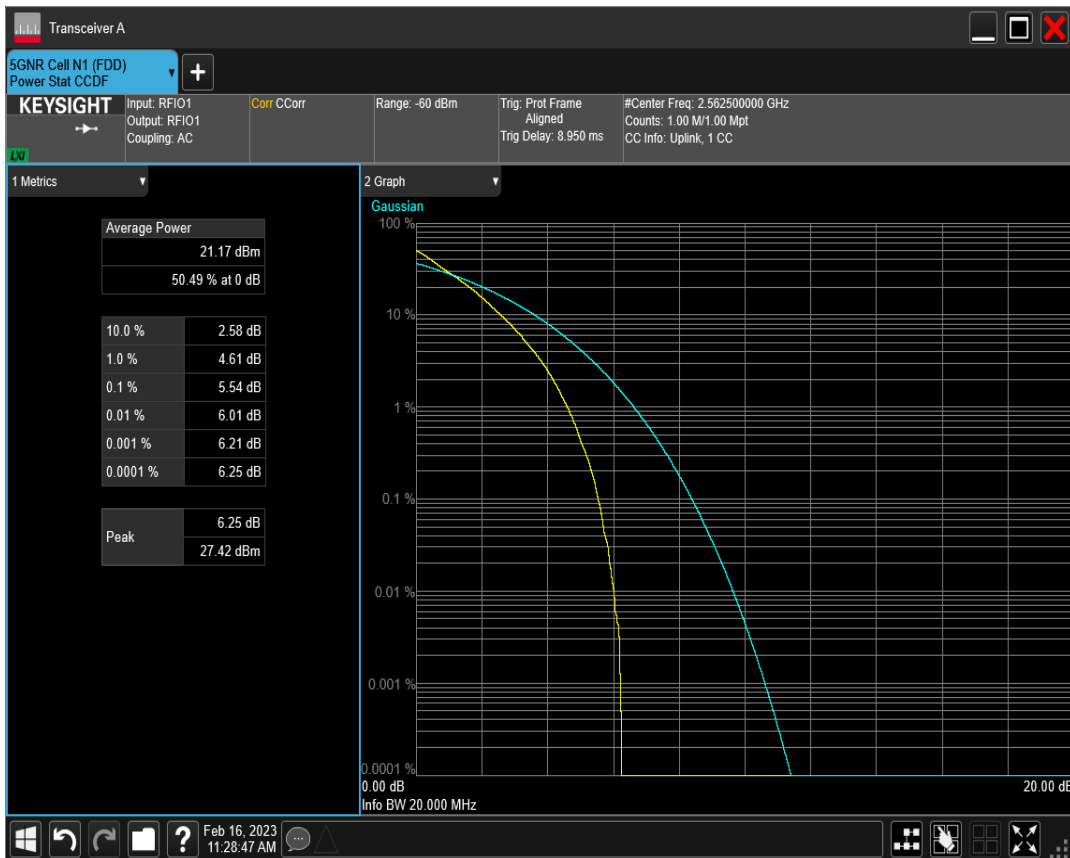 Transceiver A
5GNR Cell N1 (FDD)
Power Stat CCDF
+
KEYSIGHT
LXI
Input: RFIO1
Output: RFIO1
Coupling: AC
Corr CCorr
Range: -60 dBm
Trig: Prot Frame
Aligned
Trig Delay: 8.950 ms
#Center Freq: 2.562500000 GHz
Counts: 1.00 M/1.00 Mpt
CC Info: Uplink, 1 CC
1 Metrics
Average Power
21.17 dBm
50.49 % at 0 dB
10.0 % 2.58 dB
1.0 % 4.61 dB
0.1 % 5.54 dB
0.01 % 6.01 dB
0.001 % 6.21 dB
0.0001 % 6.25 dB
Peak
6.25 dB
27.42 dBm
2 Graph
Gaussian
100 %
10 %
1 %
0.1 %
0.01 %
0.001 %
0.0001 %
0.00 dB 20.00 dB
Info BW 20.000 MHz
?
Feb 16, 2023
11:28:47 AM